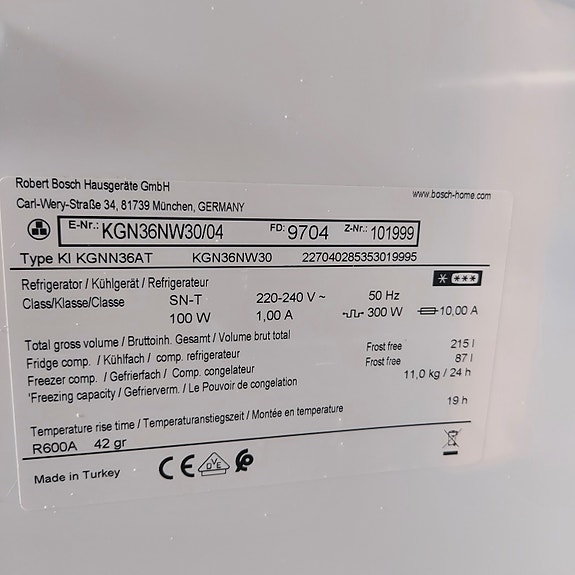 Robert Bosch Hausgeräte GmbH
www.bosch-home.com
Carl-Wery-Straße 34, 81739 München, GERMANY
E-Nr.: KGN36NW30/04 FD: 9704 Z-Nr.: 101999
Type KI KGNN36AT KGN36NW30 227040285353019995
Refrigerator / Kühlgerät / Refrigerateur
Class/Klasse/Classe SN-T 220-240 V ~ 50 Hz
100 W 1,00 A 300 W 10,00 A
Total gross volume / Bruttoinh. Gesamt / Volume brut total
Fridge comp. / Kühlfach / comp. refrigerateur Frost free 215 l
Freezer comp. / Gefrierfach / Comp. congelateur Frost free 87 l
'Freezing capacity / Gefrierverm. / Le Pouvoir de congelation 11,0 kg / 24 h
Temperature rise time / Temperaturanstiegszeit / Montée en temperature 19 h
R600A 42 gr
Made in Turkey CE VDE